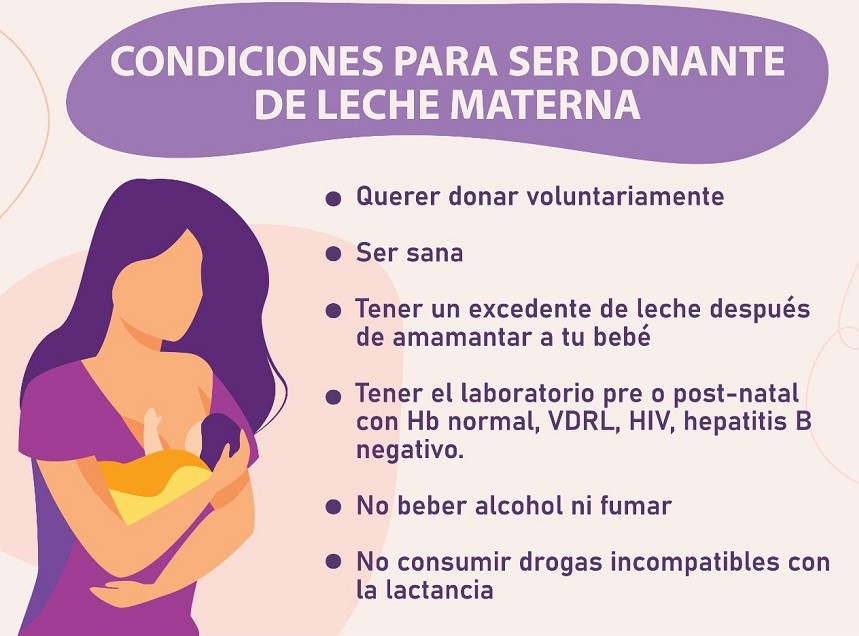 CONDICIONES PARA SER DONANTE
DE LECHE MATERNA
Querer donar voluntariamente
Ser sana
Tener un excedente de leche después
de amamantar a tu bebé
Tener el laboratorio pre o post-natal
con Hb normal, VDRL, HIV, hepatitis B
negativo.
No beber alcohol ni fumar
No consumir drogas incompatibles con
la lactancia